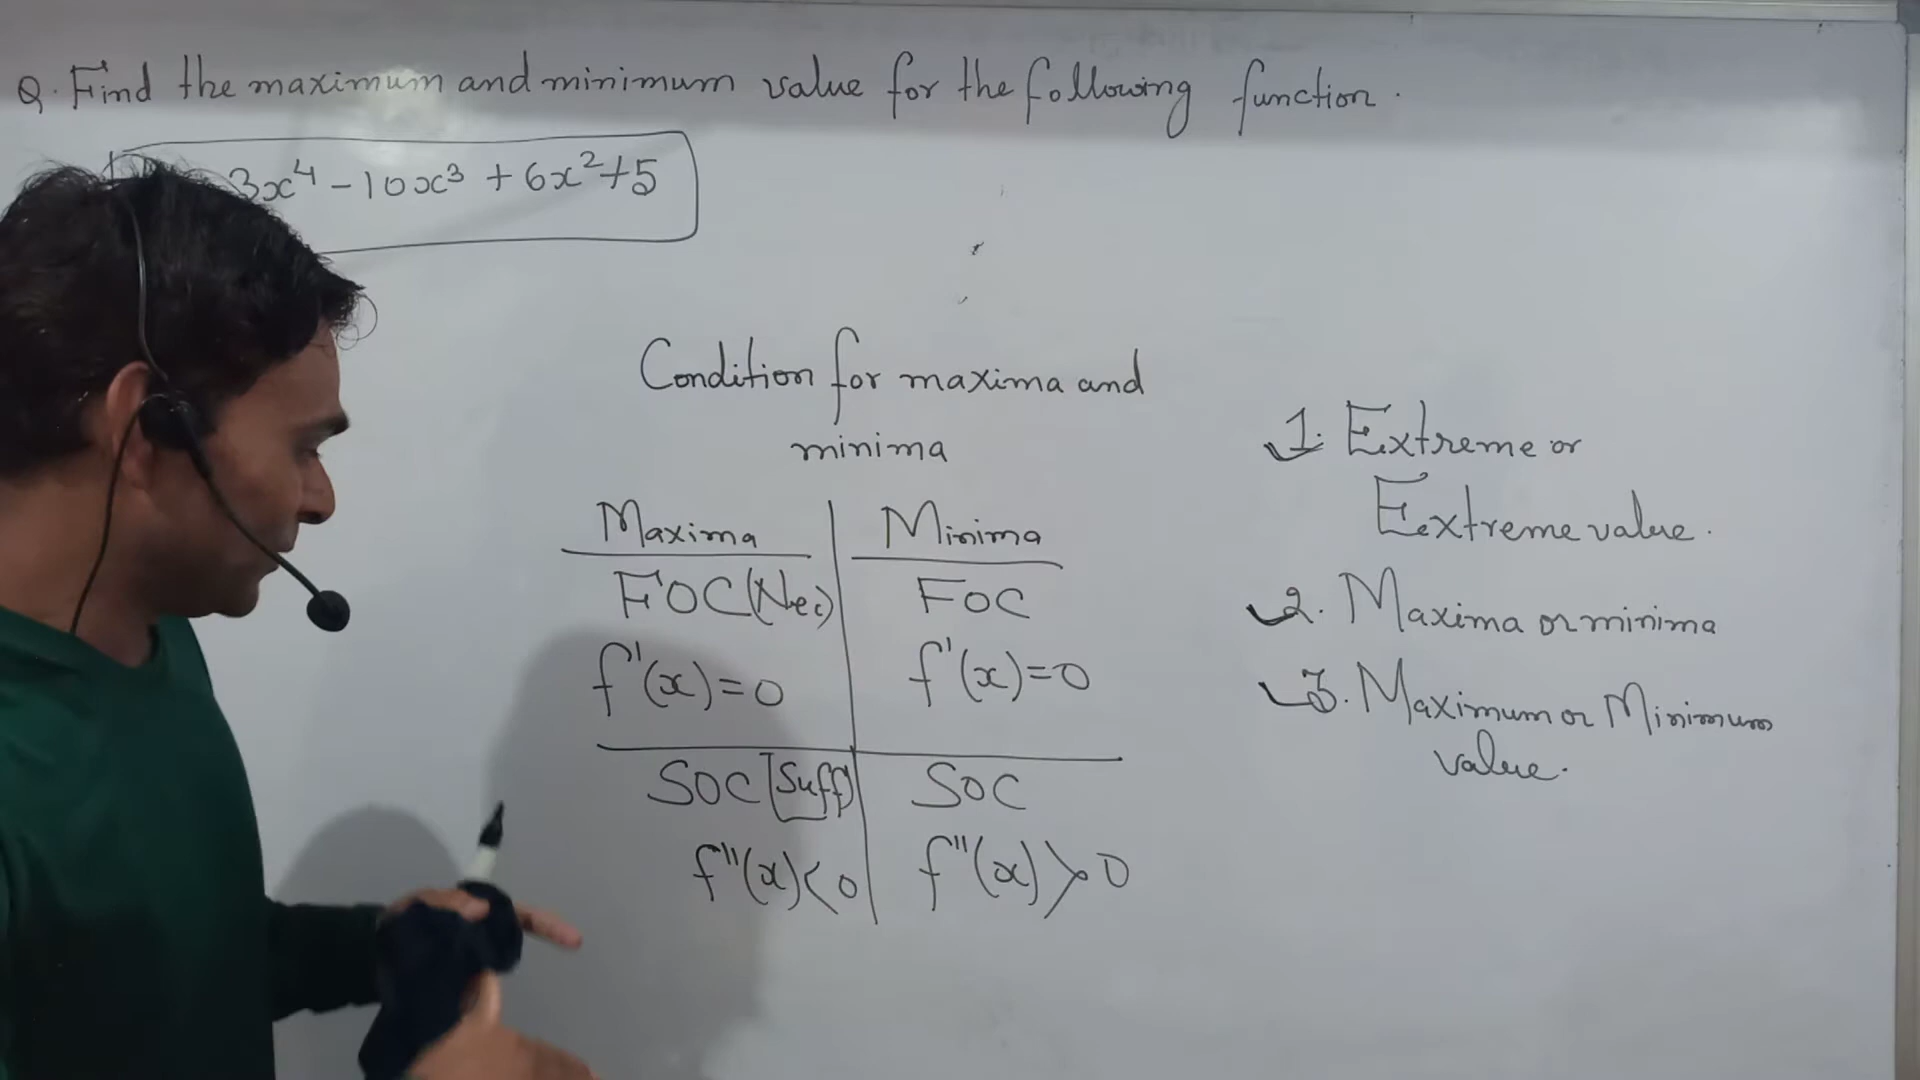 Q. Find the maximum and minimum value for the following function.
3x⁴ - 10x³ + 6x² + 5
Condition for maxima and
minima
Maxima
FOC (Nec)
f'(x) = 0
SOC [Suff]
f''(x) < 0
Minima
FOC
f'(x) = 0
SOC
f''(x) > 0
1. Extreme or
Extreme value.
2. Maxima or minima
3. Maximum or Minimum
value.